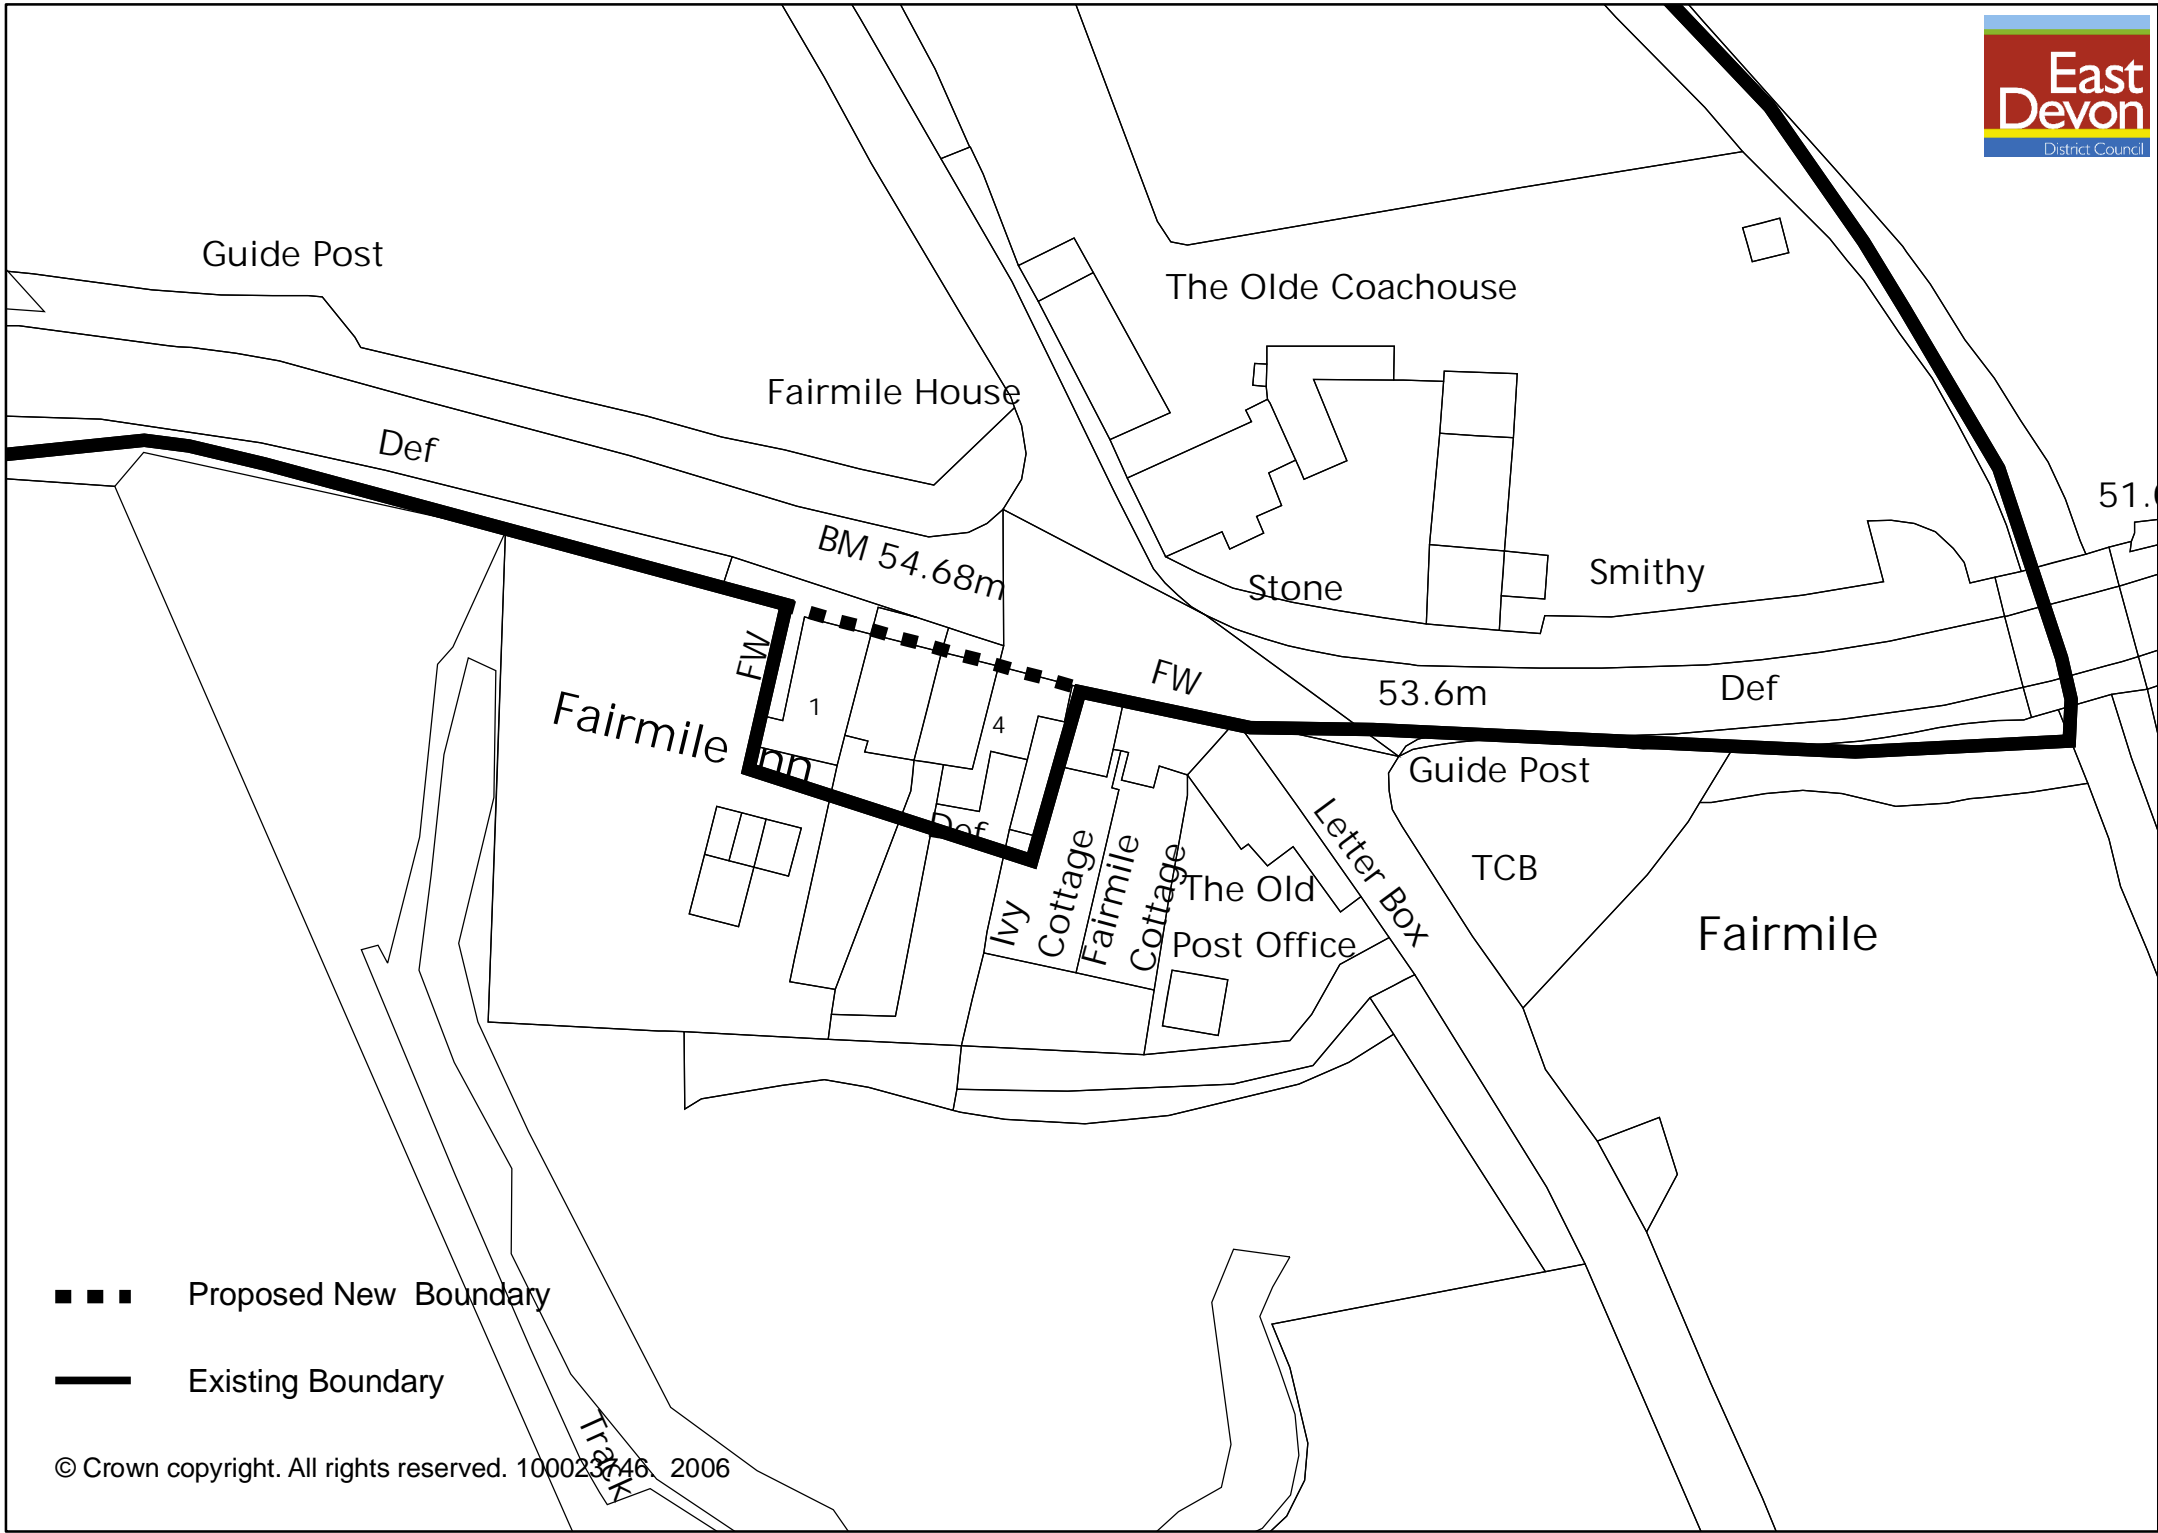 East
Devon
District Council
Guide Post
The Olde Coachouse
Fairmile House
Def
BM 54.68m
Stone
Smithy
FW
FW
53.6m
Def
1
4
Fairmile
Guide Post
Def
Letter Box
TCB
Ivy
Cottage
Fairmile
Cottage
The Old
Post Office
Fairmile
Proposed New Boundary
Existing Boundary
Track
© Crown copyright. All rights reserved. 100023746. 2006